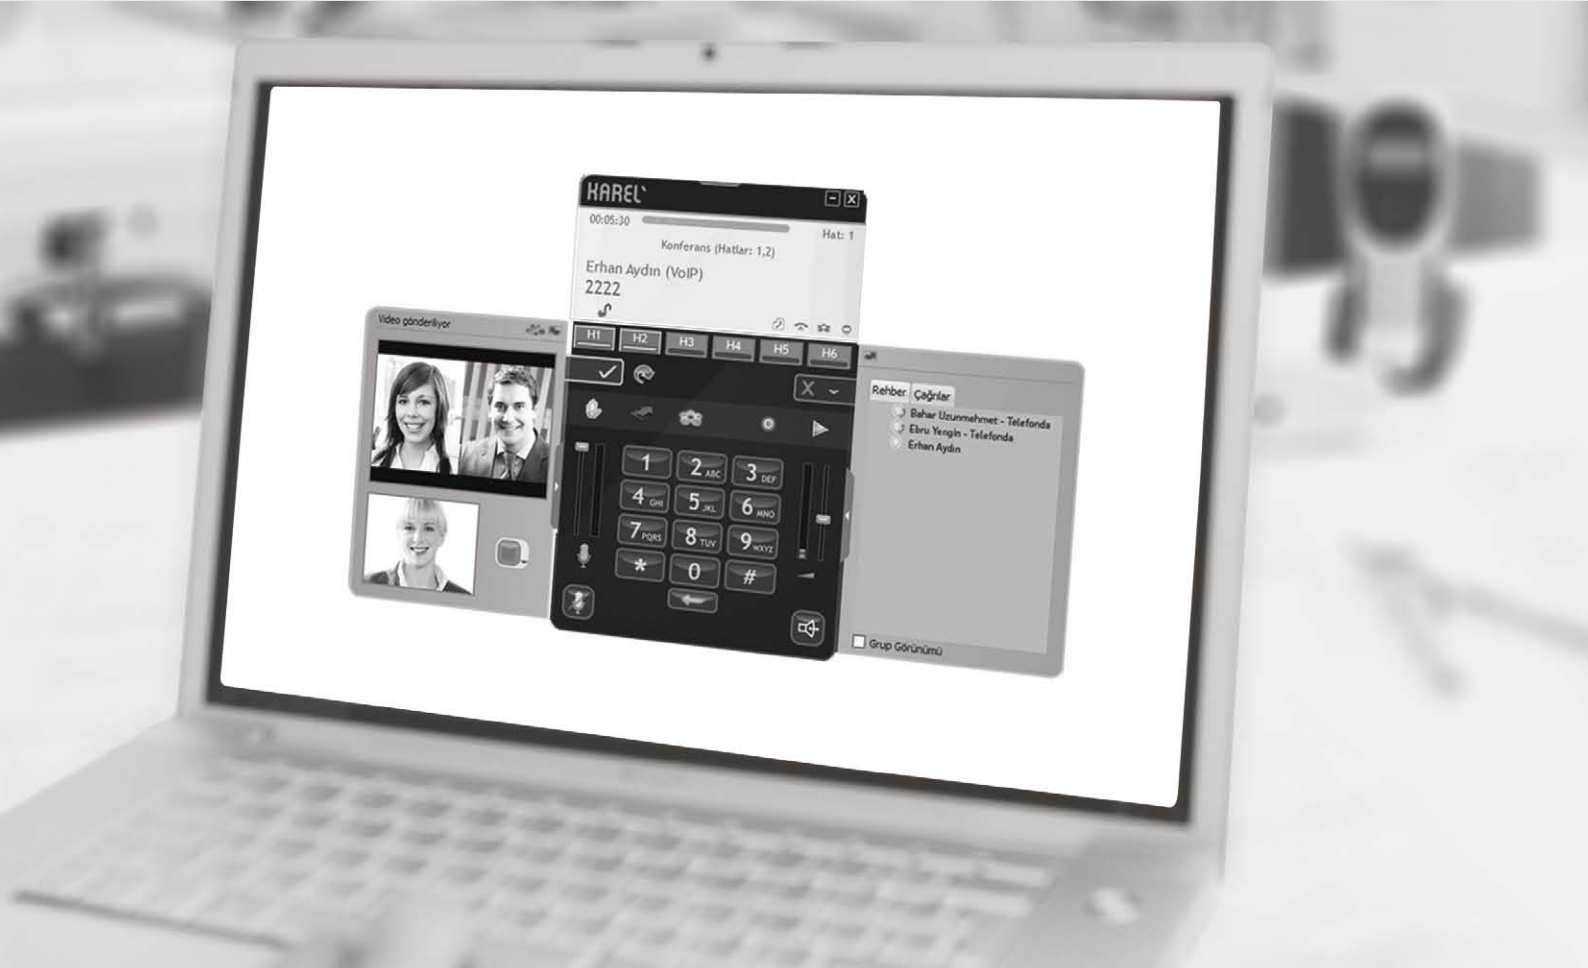 KAREL
00:05:30
Hat: 1
Konferans (Hatlar: 1,2)
Erhan Aydın (VoIP)
2222
Video gönderiliyor
H1 H2 H3 H4 H5 H6
X
1 2 ABC 3 DEF
4 GHI 5 JKL 6 MNO
7 PQRS 8 TUV 9 WXYZ
* 0 #
Rehber Çağrılar
Bahar Uzunmehmet - Telefonda
Ebru Yengin - Telefonda
Erhan Aydın
Grup Görünümü